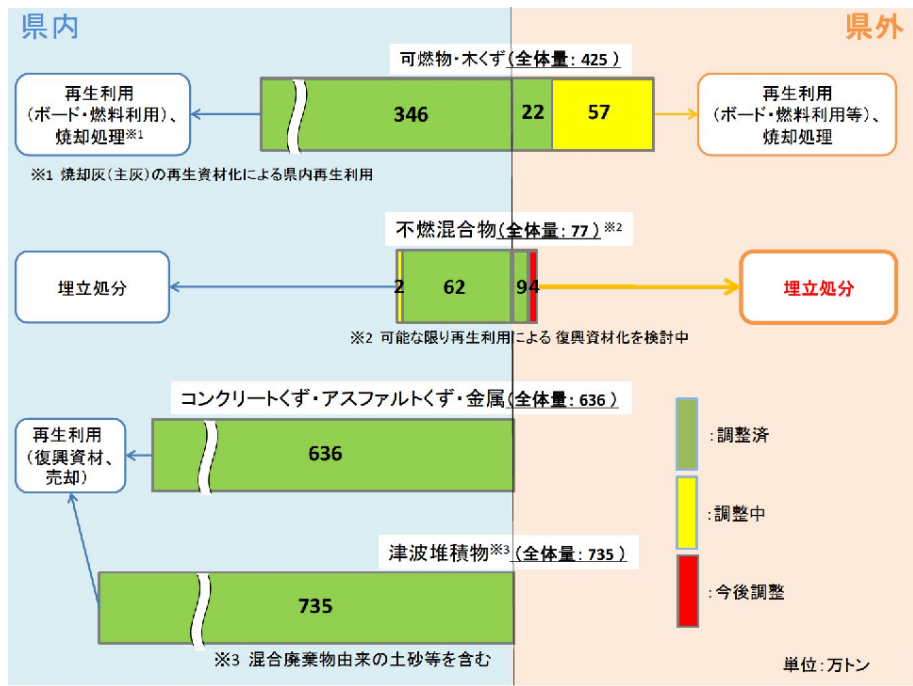 県内
県外
可燃物・木くず(全体量:425)
再生利用
(ボード・燃料利用)、
焼却処理※1
346
22
57
再生利用
(ボード・燃料利用等)、
焼却処理
※1 焼却灰(主灰)の再生資材化による県内再生利用
不燃混合物(全体量:77)※2
埋立処分
2
62
9
4
埋立処分
※2 可能な限り再生利用による復興資材化を検討中
コンクリートくず・アスファルトくず・金属(全体量:636)
再生利用
(復興資材、
売却)
636
:調整済
:調整中
:今後調整
津波堆積物※3(全体量:735)
735
※3 混合廃棄物由来の土砂等を含む
単位:万トン